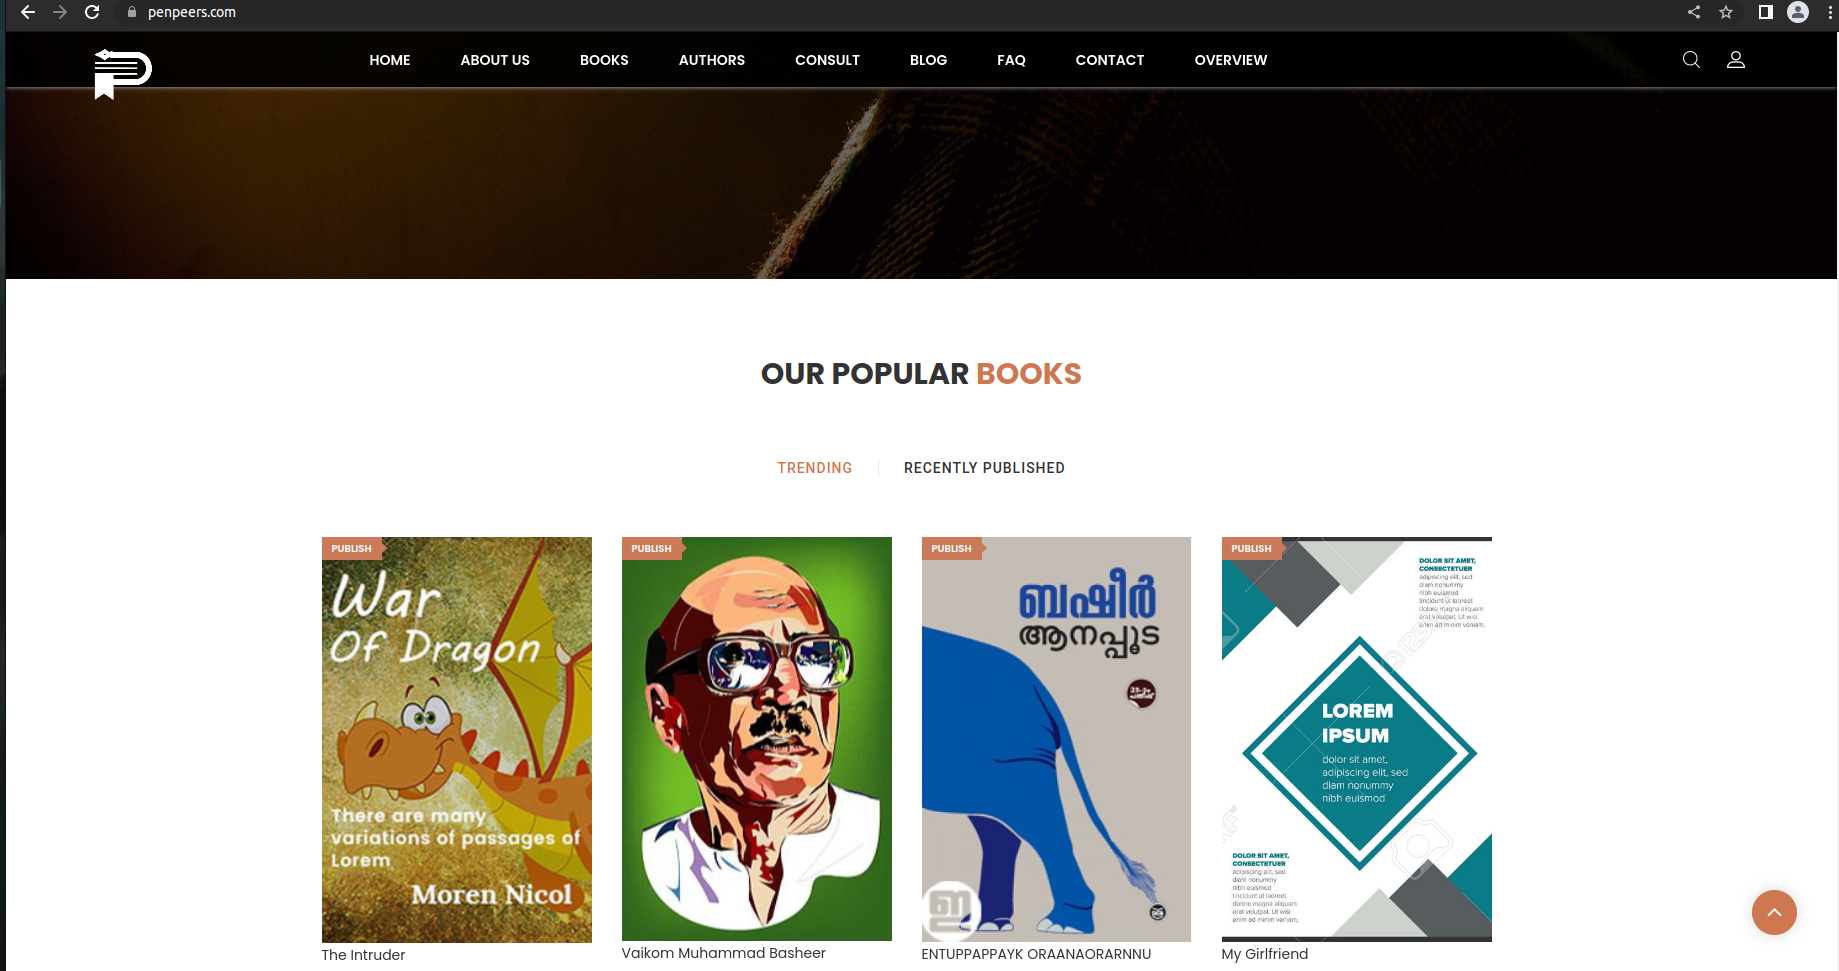 penpeers.com
HOME ABOUT US BOOKS AUTHORS CONSULT BLOG FAQ CONTACT OVERVIEW
OUR POPULAR BOOKS
TRENDING RECENTLY PUBLISHED
PUBLISH
War
Of Dragon
There are many
variations of passages of
Lorem
Moren Nicol
The Intruder
PUBLISH
Vaikom Muhammad Basheer
PUBLISH
ബഷീർ
ആനപ്പൂട
ഇ
ENTUPPAPPAYK ORAANAORARNNU
PUBLISH
DOLOR SIT AMET,
CONSECTETUER
adipiscing elit, sed
diam nonummy
nibh euismod
tincidunt ut laoreet
dolore magna aliquam
erat volutpat. Ut wisi
enim ad minim veniam,
LOREM
IPSUM
dolor sit amet,
adipiscing elit, sed
diam nonummy
nibh euismod
DOLOR SIT AMET,
CONSECTETUER
adipiscing elit, sed
diam nonummy
nibh euismod
tincidunt ut laoreet
dolore magna aliquam
erat volutpat. Ut wisi
enim ad minim veniam,
My Girlfriend